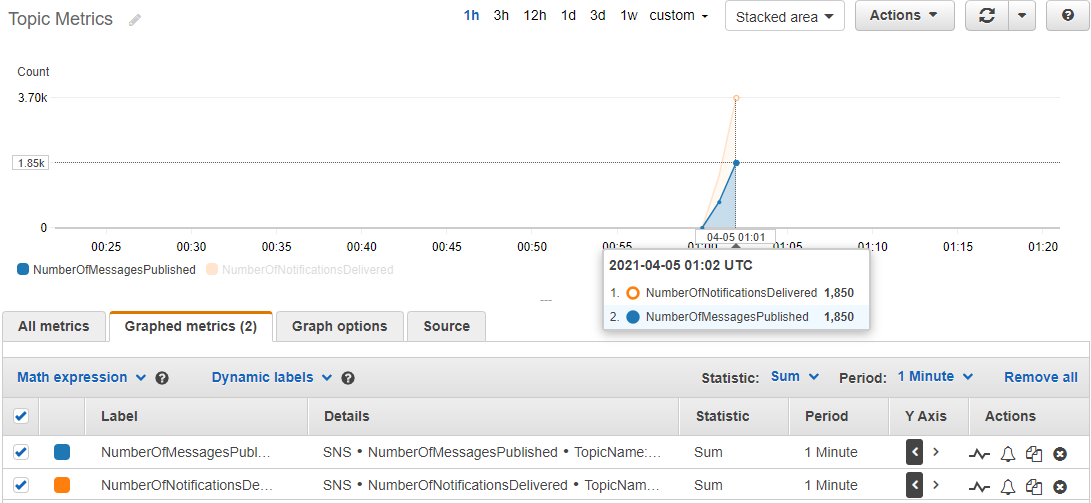 Topic Metrics
1h 3h 12h 1d 3d 1w custom Stacked area Actions
Count
3.70k
1.85k
0
00:25 00:30 00:35 00:40 00:45 00:50 00:55 01:00 01:05 01:10 01:15 01:20
04-05 01:01
NumberOfMessagesPublished NumberOfNotificationsDelivered
2021-04-05 01:02 UTC
1. NumberOfNotificationsDelivered 1,850
2. NumberOfMessagesPublished 1,850
All metrics Graphed metrics (2) Graph options Source
Math expression Dynamic labels Statistic: Sum Period: 1 Minute Remove all
Label Details Statistic Period Y Axis Actions
NumberOfMessagesPubl... SNS • NumberOfMessagesPublished • TopicName:... Sum 1 Minute
NumberOfNotificationsDe... SNS • NumberOfNotificationsDelivered • TopicNam... Sum 1 Minute